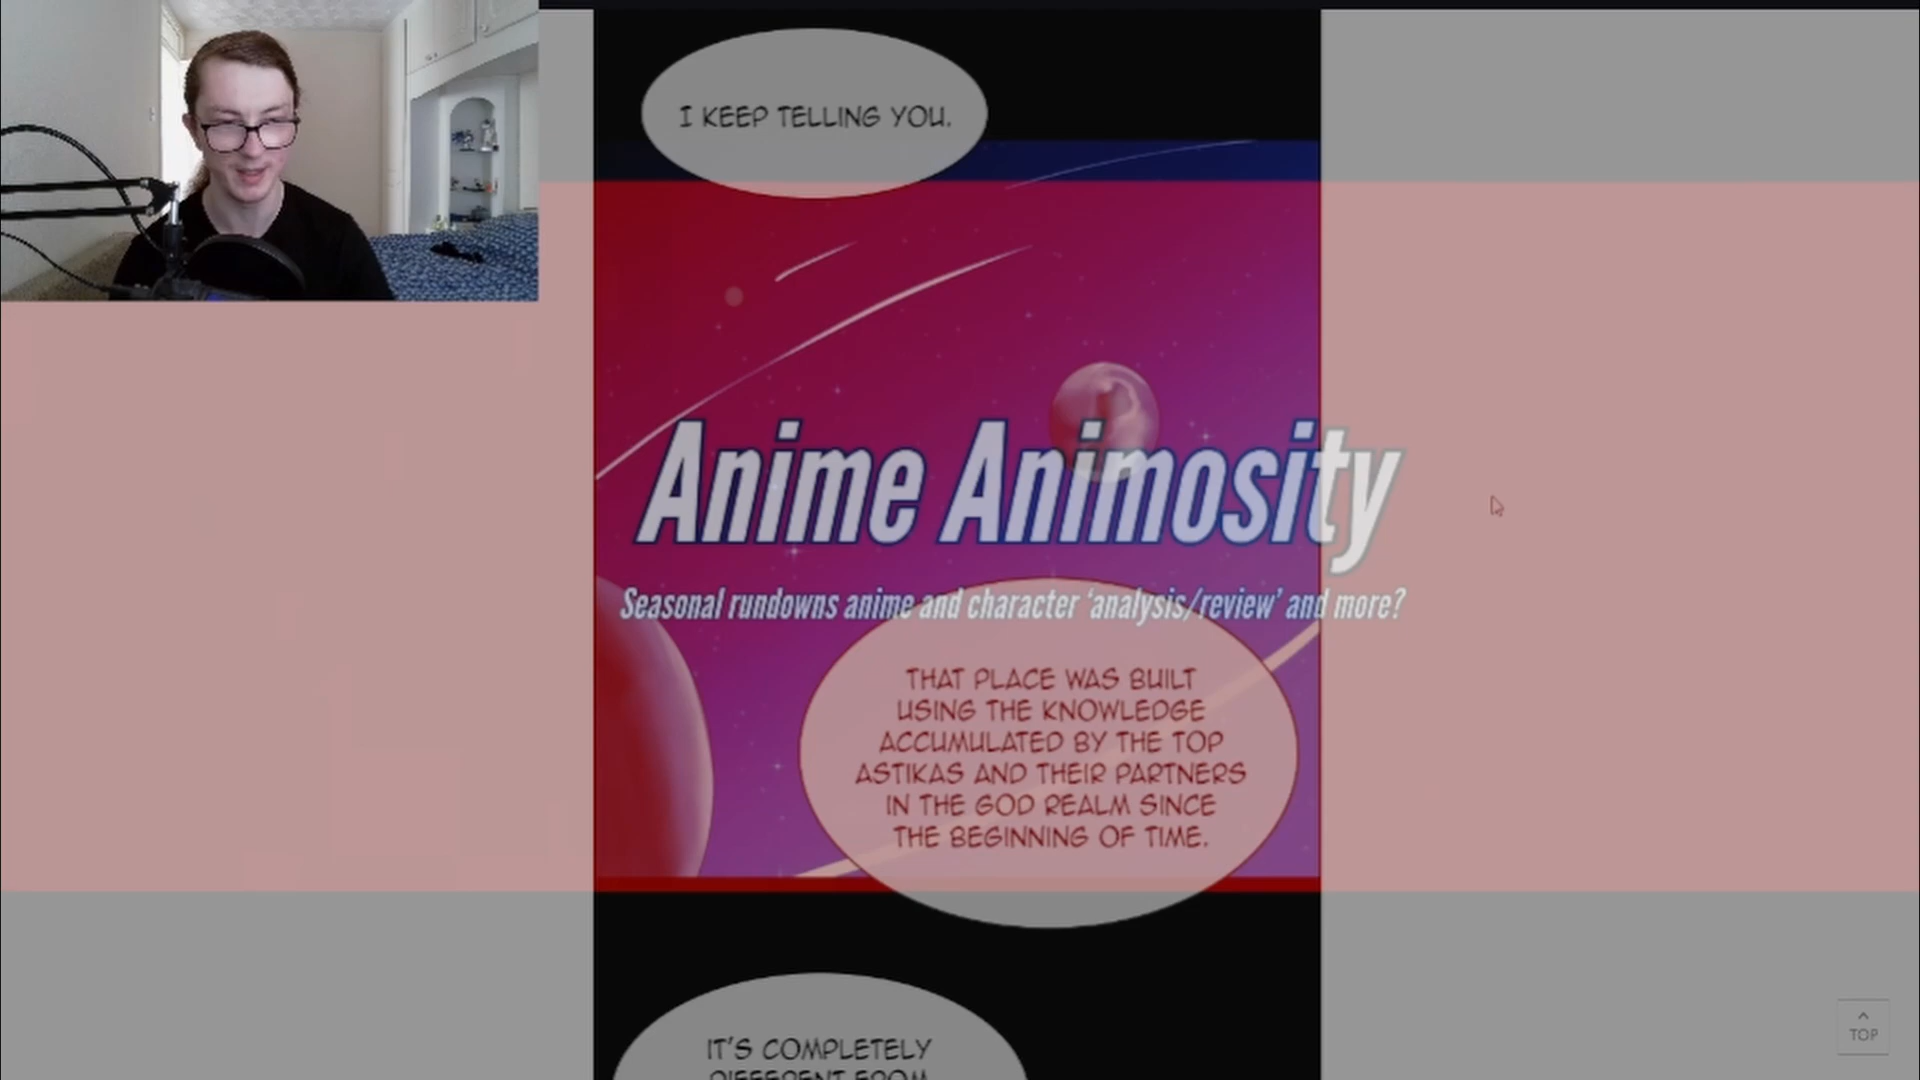 I KEEP TELLING YOU.
Anime Animosity
Seasonal rundowns anime and character 'analysis/review' and more?
THAT PLACE WAS BUILT
USING THE KNOWLEDGE
ACCUMULATED BY THE TOP
ASTIKAS AND THEIR PARTNERS
IN THE GOD REALM SINCE
THE BEGINNING OF TIME.
IT'S COMPLETELY
DIFFERENT FROM
TOP